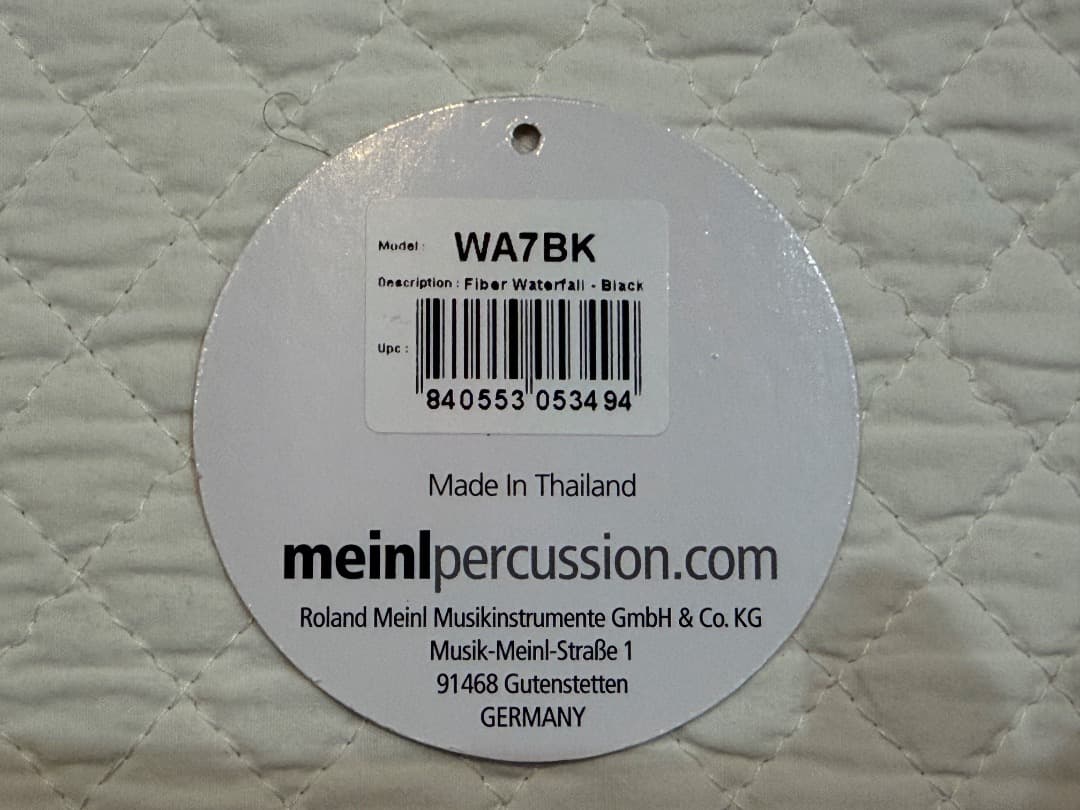 Model : WA7BK
Description : Fiber Waterfall - Black
Upc :
840553 053494
Made In Thailand
meinlpercussion.com
Roland Meinl Musikinstrumente GmbH & Co. KG
Musik-Meinl-Straße 1
91468 Gutenstetten
GERMANY